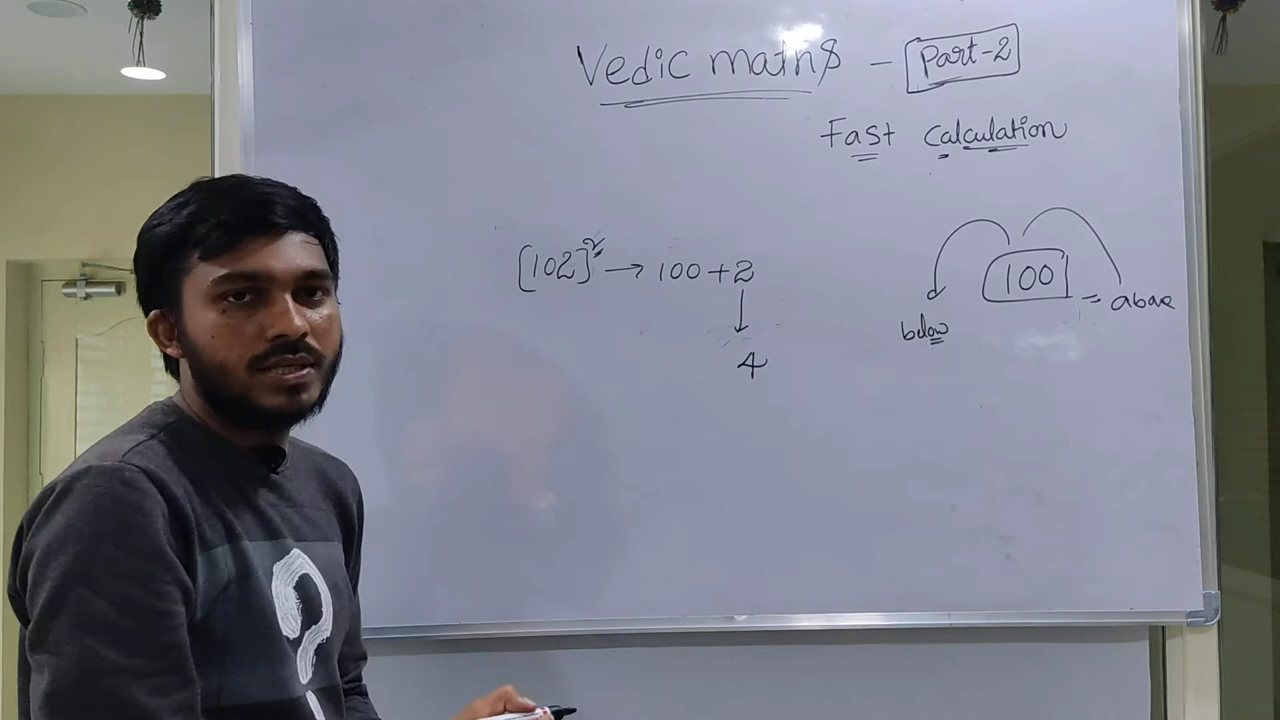 Vedic maths - Part-2
Fast calculation
[102]² → 100 + 2
4
100
below
= above
?